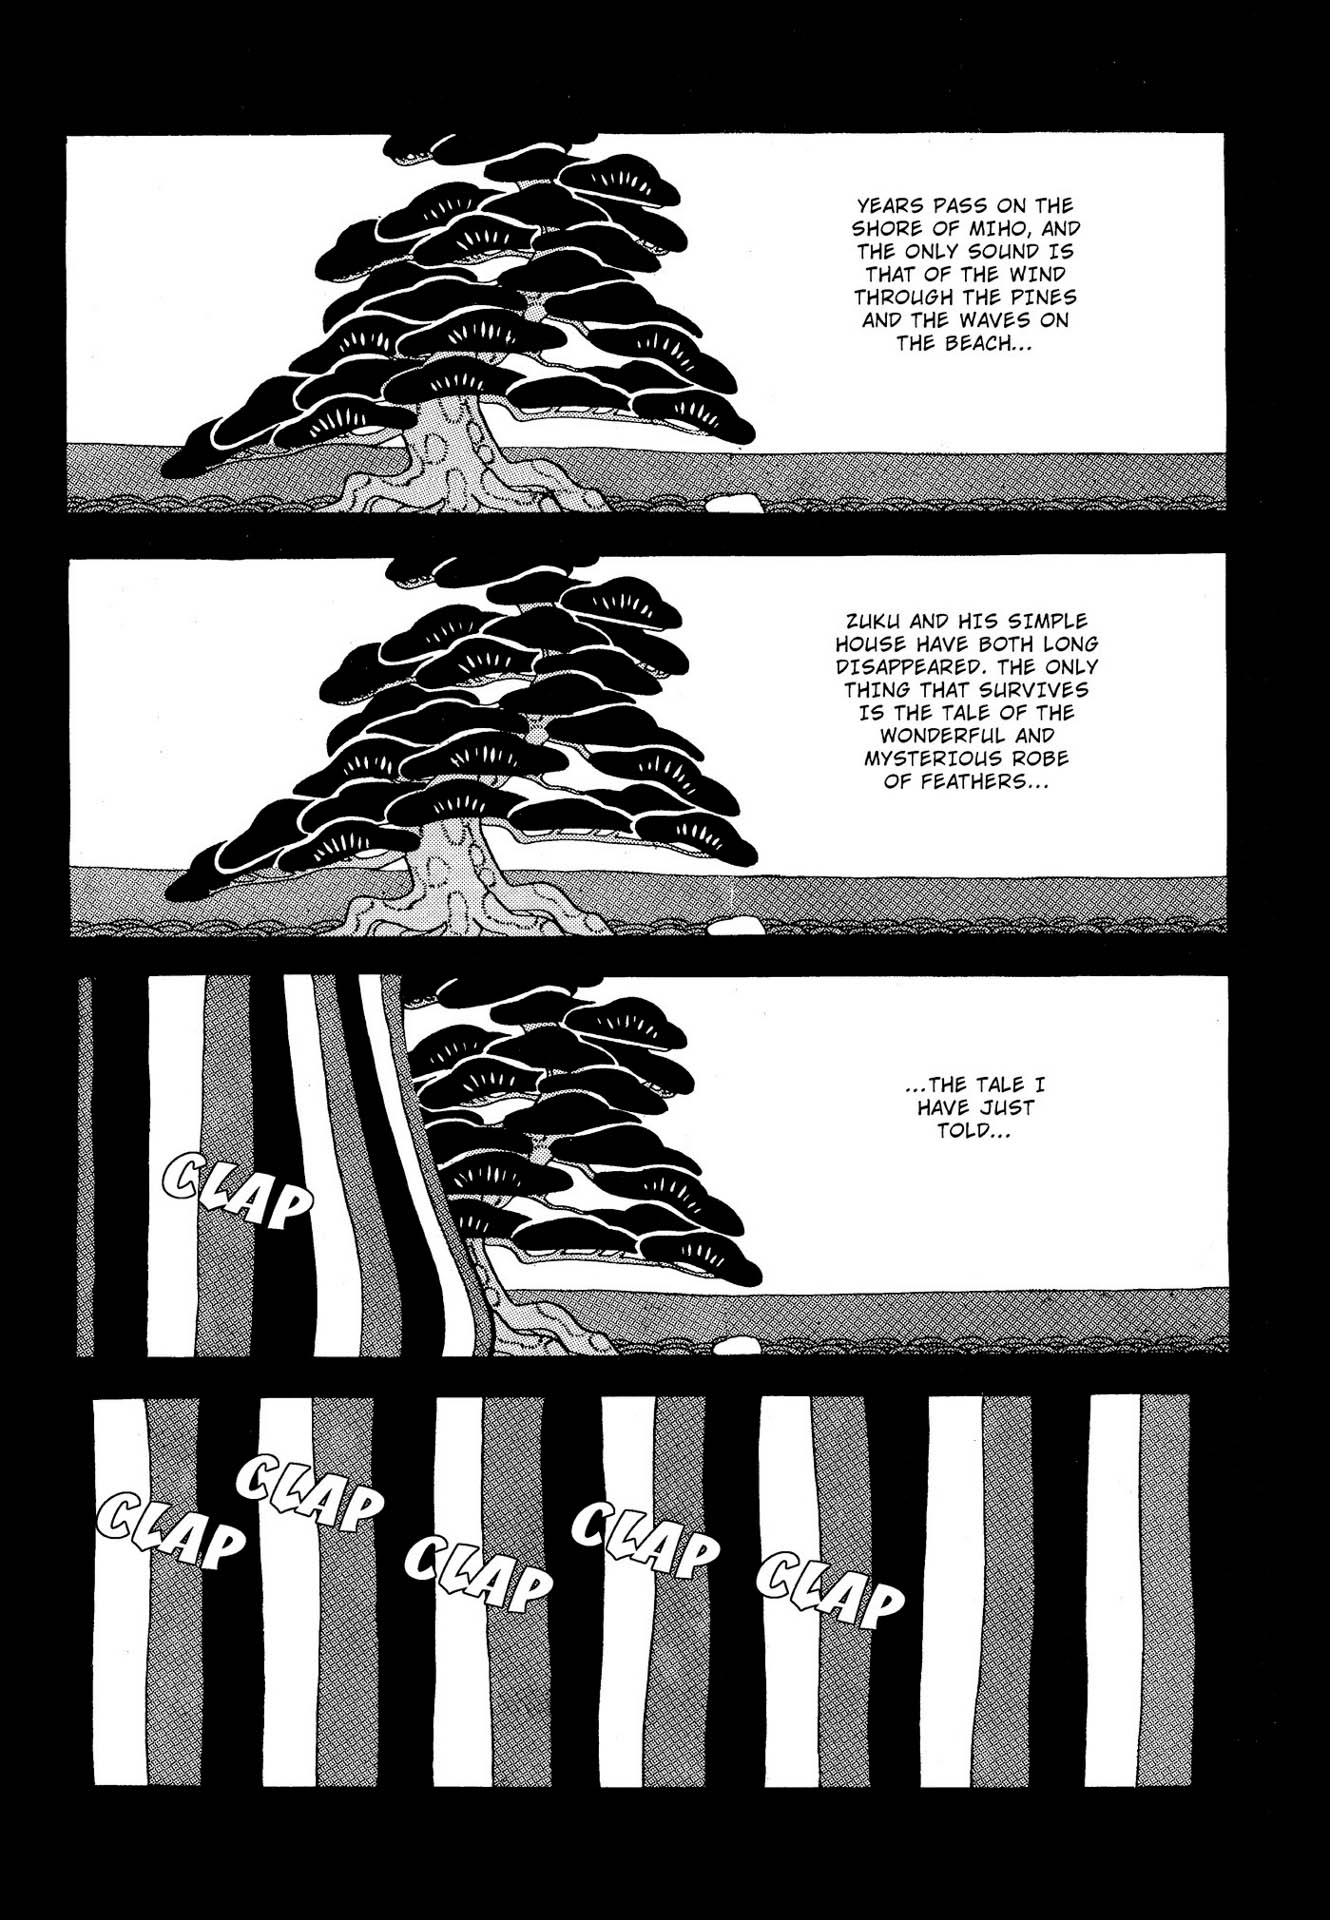 YEARS PASS ON THE
SHORE OF MIHO, AND
THE ONLY SOUND IS
THAT OF THE WIND
THROUGH THE PINES
AND THE WAVES ON
THE BEACH...
ZUKU AND HIS SIMPLE
HOUSE HAVE BOTH LONG
DISAPPEARED. THE ONLY
THING THAT SURVIVES
IS THE TALE OF THE
WONDERFUL AND
MYSTERIOUS ROBE
OF FEATHERS...
...THE TALE I
HAVE JUST
TOLD...
CLAP
CLAP
CLAP
CLAP
CLAP
CLAP